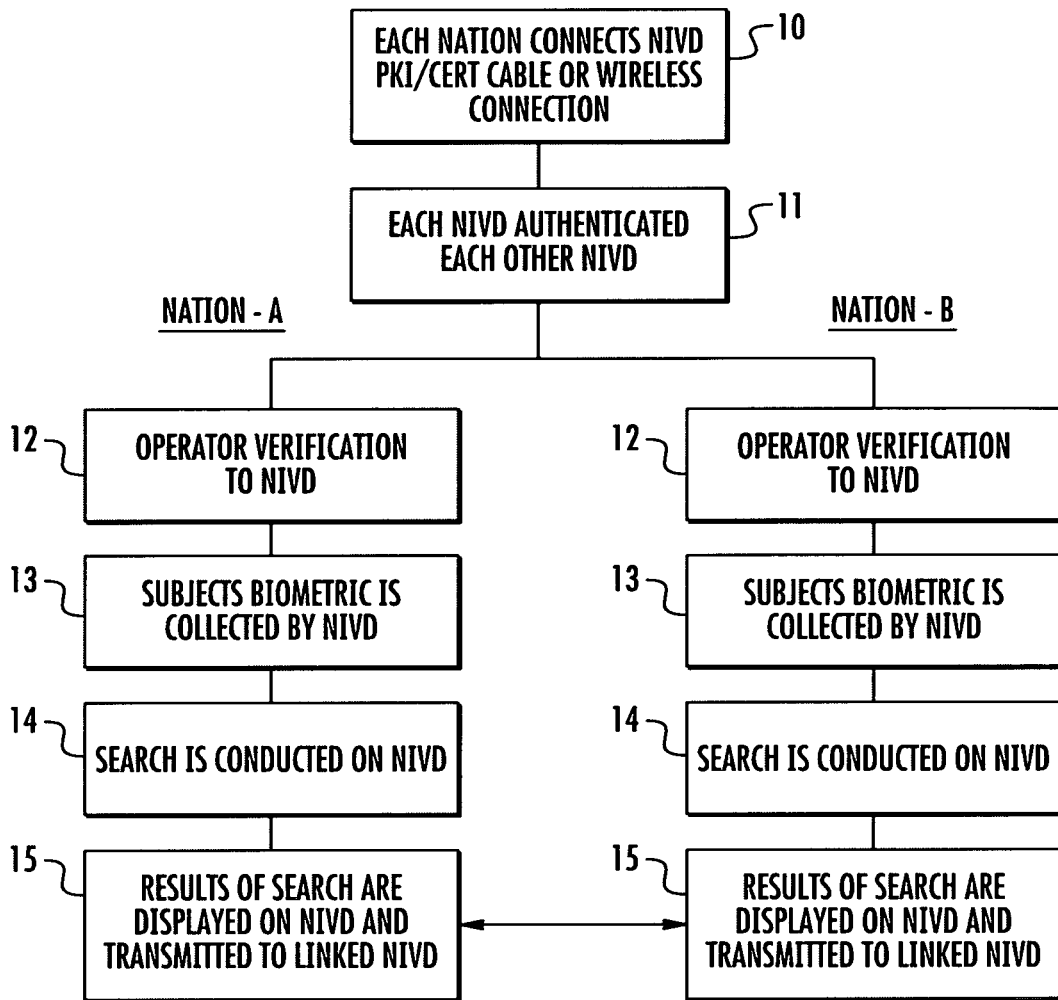 EACH NATION CONNECTS NIVD
PKI/CERT CABLE OR WIRELESS
CONNECTION
10
EACH NIVD AUTHENTICATED
EACH OTHER NIVD
11
NATION - A
NATION - B
12
OPERATOR VERIFICATION
TO NIVD
12
OPERATOR VERIFICATION
TO NIVD
13
SUBJECTS BIOMETRIC IS
COLLECTED BY NIVD
13
SUBJECTS BIOMETRIC IS
COLLECTED BY NIVD
14
SEARCH IS CONDUCTED ON NIVD
14
SEARCH IS CONDUCTED ON NIVD
15
RESULTS OF SEARCH ARE
DISPLAYED ON NIVD AND
TRANSMITTED TO LINKED NIVD
15
RESULTS OF SEARCH ARE
DISPLAYED ON NIVD AND
TRANSMITTED TO LINKED NIVD